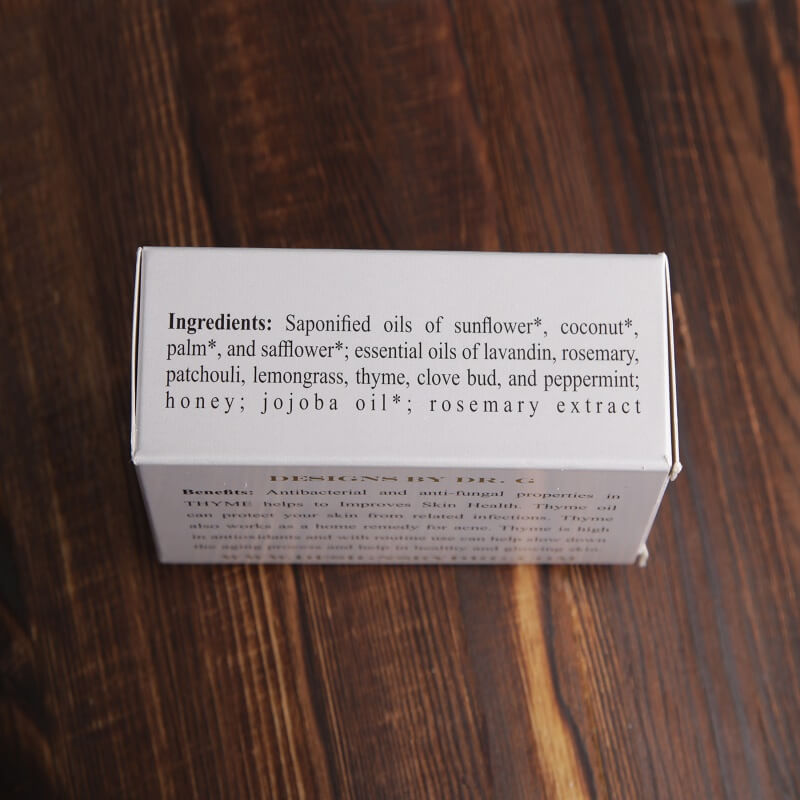 Ingredients: Saponified oils of sunflower*, coconut*,
palm*, and safflower*; essential oils of lavandin, rosemary,
patchouli, lemongrass, thyme, clove bud, and peppermint;
honey; jojoba oil*; rosemary extract
DESIGNS BY DR. G
Benefits: Antibacterial and anti-fungal properties in
THYME helps to Improves Skin Health. Thyme oil
can protect your skin from related infections. Thyme
also works as a home remedy for acne. Thyme is high
in antioxidants and with routine use can help slow down
the aging process and help in healthy and glowing skin.
WWW.DESIGNSBYDRG.COM